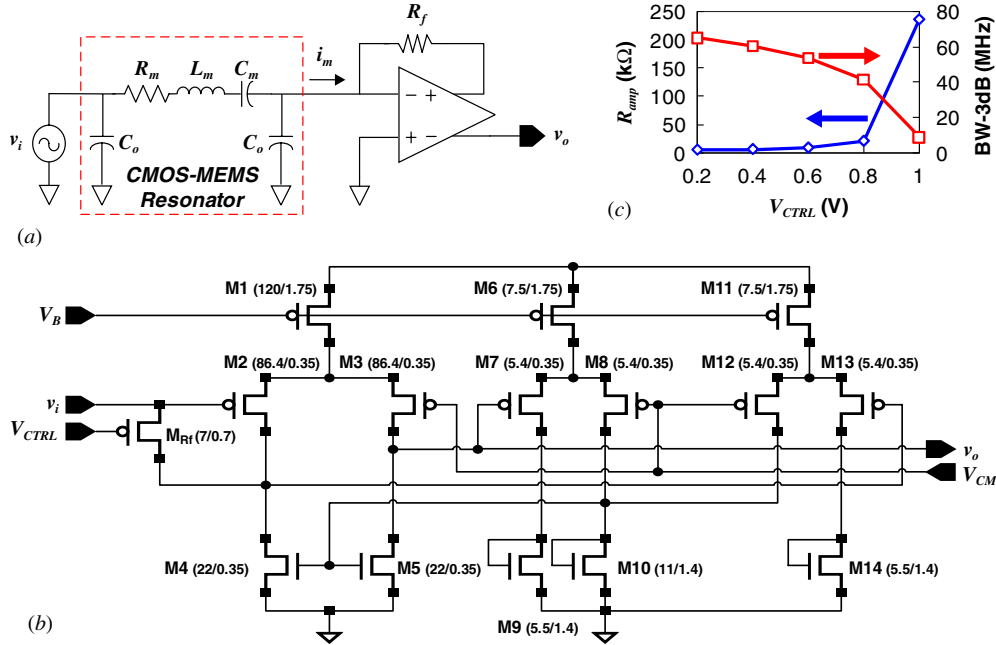 R_f
R_m L_m C_m i_m
v_i C_o C_o v_o
CMOS-MEMS
Resonator
(a)
(c)
250
200
150
100
50
0
R_amp (kΩ)
80
60
40
20
0
BW-3dB (MHz)
0.2 0.4 0.6 0.8 1
V_CTRL (V)
M1 (120/1.75) M6 (7.5/1.75) M11 (7.5/1.75)
V_B
M2 (86.4/0.35) M3 (86.4/0.35) M7 (5.4/0.35) M8 (5.4/0.35) M12 (5.4/0.35) M13 (5.4/0.35)
v_i
V_CTRL
M_Rf (7/0.7)
v_o
V_CM
M4 (22/0.35) M5 (22/0.35) M10 (11/1.4) M14 (5.5/1.4)
M9 (5.5/1.4)
(b)
− +
+ −